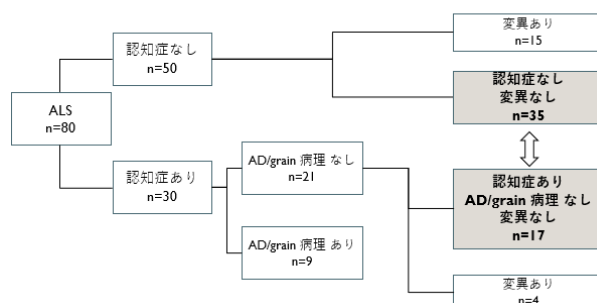 変異あり
n=15
認知症なし
n=50
認知症なし
変異なし
n=35
ALS
n=80
AD/grain 病理 なし
n=21
認知症あり
n=30
認知症あり
AD/grain 病理 なし
変異なし
n=17
AD/grain 病理 あり
n=9
変異あり
n=4